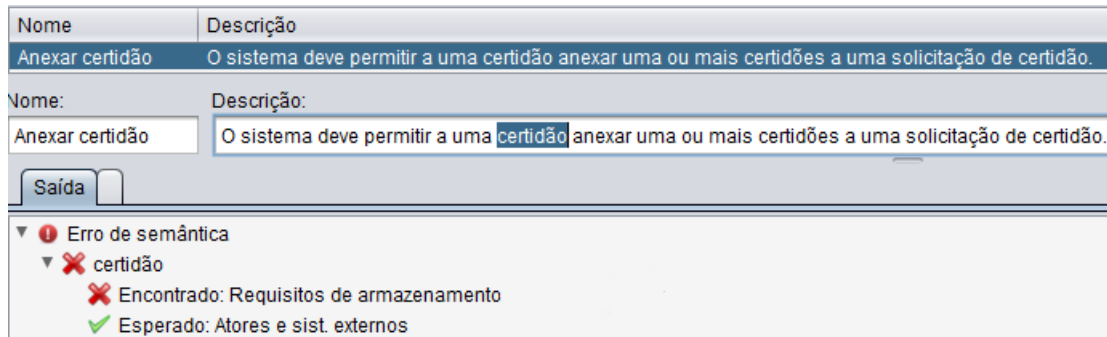 Nome Descrição
Anexar certidão O sistema deve permitir a uma certidão anexar uma ou mais certidões a uma solicitação de certidão.
Nome: Descrição:
Anexar certidão O sistema deve permitir a uma certidão anexar uma ou mais certidões a uma solicitação de certidão.
Saída
Erro de semântica
certidão
Encontrado: Requisitos de armazenamento
Esperado: Atores e sist. externos